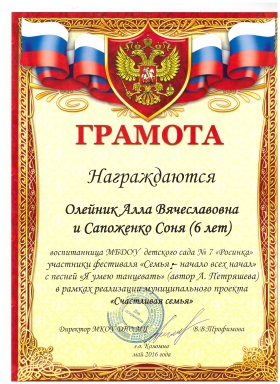 ГРАМОТА
Награждаются
Олейник Алла Вячеславовна
и Сапоженко Соня (6 лет)
воспитанница МБДОУ детского сада № 7 «Росинка»
участники фестиваля «Семья – начало всех начал»
с песней «Я умею танцевать» (автор А. Петряшева)
в рамках реализации муниципального проекта
«Счастливая семья»
Директор МКОУ
В.В.Трофимова
г.о. Коломна
май 2016 года